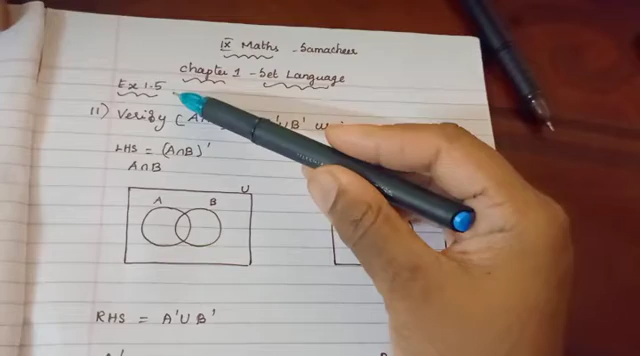 IX Maths - Samacheer
Chapter 1 - Set Language
Ex 1.5
11) Verify (A∩ ∪B'
LHS = (A∩B)'
A∩B
U
A B
RHS = A'∪B'
A'